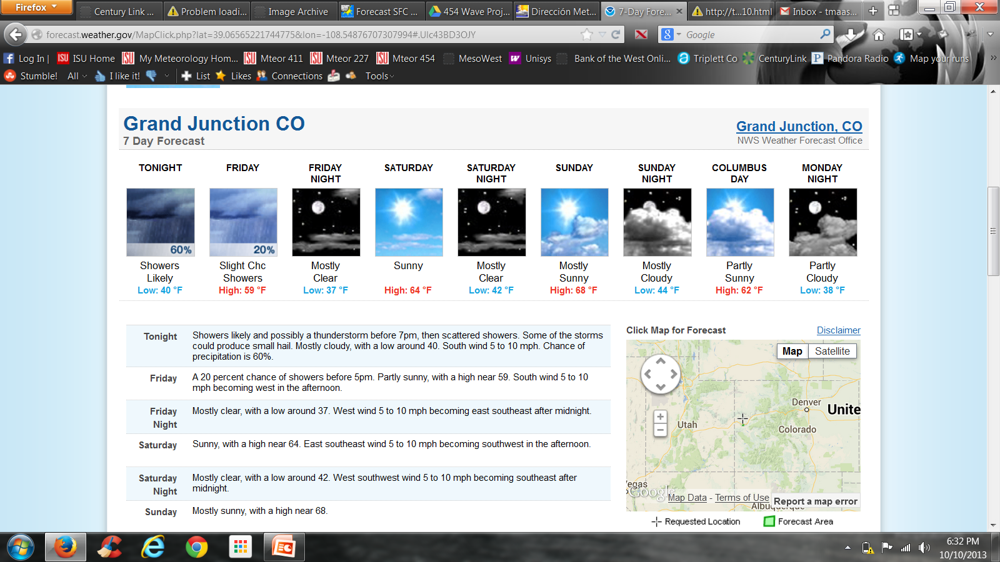 Firefox
Century Link ...
Problem loadi...
Image Archive
Forecast SFC ...
454 Wave Proj...
Dirección Met...
7-Day Fore...
http://t...10.html
Inbox - tmaas...
forecast.weather.gov/MapClick.php?lat=39.06565221744775&lon=-108.54876707307994#.Ulc43BD3OJY
Google
Log In |
ISU Home
My Meteorology Hom...
Mteor 411
Mteor 227
Mteor 454
MesoWest
Unisys
Bank of the West Onli...
Triplett Co
CenturyLink
Pandora Radio
Map your runs
Stumble!
All
I like it!
List
Likes
Connections
Tools
Grand Junction CO
7 Day Forecast
Grand Junction, CO
NWS Weather Forecast Office
TONIGHT
60%
Showers
Likely
Low: 40 °F
FRIDAY
20%
Slight Chc
Showers
High: 59 °F
FRIDAY
NIGHT
Mostly
Clear
Low: 37 °F
SATURDAY
Sunny
High: 64 °F
SATURDAY
NIGHT
Mostly
Clear
Low: 42 °F
SUNDAY
Mostly
Sunny
High: 68 °F
SUNDAY
NIGHT
Mostly
Cloudy
Low: 44 °F
COLUMBUS
DAY
Partly
Sunny
High: 62 °F
MONDAY
NIGHT
Partly
Cloudy
Low: 38 °F
Tonight
Showers likely and possibly a thunderstorm before 7pm, then scattered showers. Some of the storms
could produce small hail. Mostly cloudy, with a low around 40. South wind 5 to 10 mph. Chance of
precipitation is 60%.
Friday
A 20 percent chance of showers before 5pm. Partly sunny, with a high near 59. South wind 5 to 10
mph becoming west in the afternoon.
Friday
Night
Mostly clear, with a low around 37. West wind 5 to 10 mph becoming east southeast after midnight.
Saturday
Sunny, with a high near 64. East southeast wind 5 to 10 mph becoming southwest in the afternoon.
Saturday
Night
Mostly clear, with a low around 42. West southwest wind 5 to 10 mph becoming southeast after
midnight.
Sunday
Mostly sunny, with a high near 68.
Click Map for Forecast
Disclaimer
Map
Satellite
Denver
Unite
Utah
Colorado
egas
Google
Map Data - Terms of Use
Report a map error
Albuquerque
Requested Location
Forecast Area
6:32 PM
10/10/2013